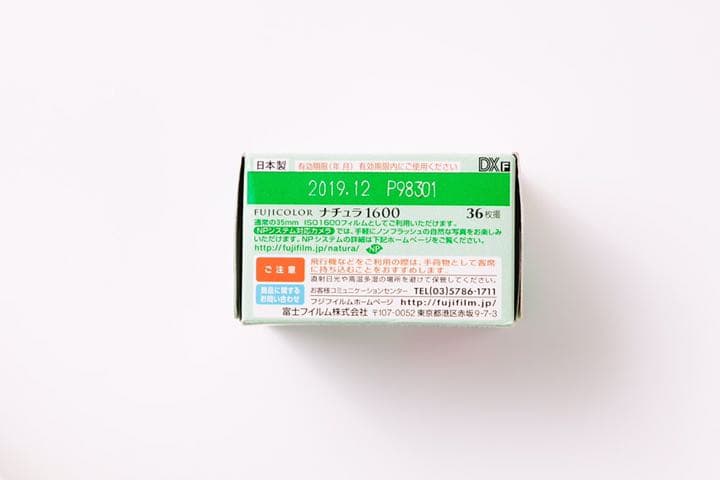 日本製 有効期限(年月) 有効期限内にご使用ください DX F
2019.12 P98301
FUJICOLOR ナチュラ 1600 36枚撮
通常の35mm ISO1600フィルムとしてご利用いただけます。
NPシステム対応カメラでは、手軽にノンフラッシュの自然な写真をお楽しみ
いただけます。NPシステムの詳細は下記ホームページをご覧ください。
http://fujifilm.jp/natura/ NP
ご注意 飛行機などをご利用の際は、手荷物として客席
に持ち込むことをおすすめします。
直射日光や高温多湿の場所を避けて保管してください。
商品に関する
お問い合わせ
お客様コミュニケーションセンター TEL(03)5786-1711
フジフイルムホームページ http://fujifilm.jp/
富士フイルム株式会社 〒107-0052 東京都港区赤坂9-7-3